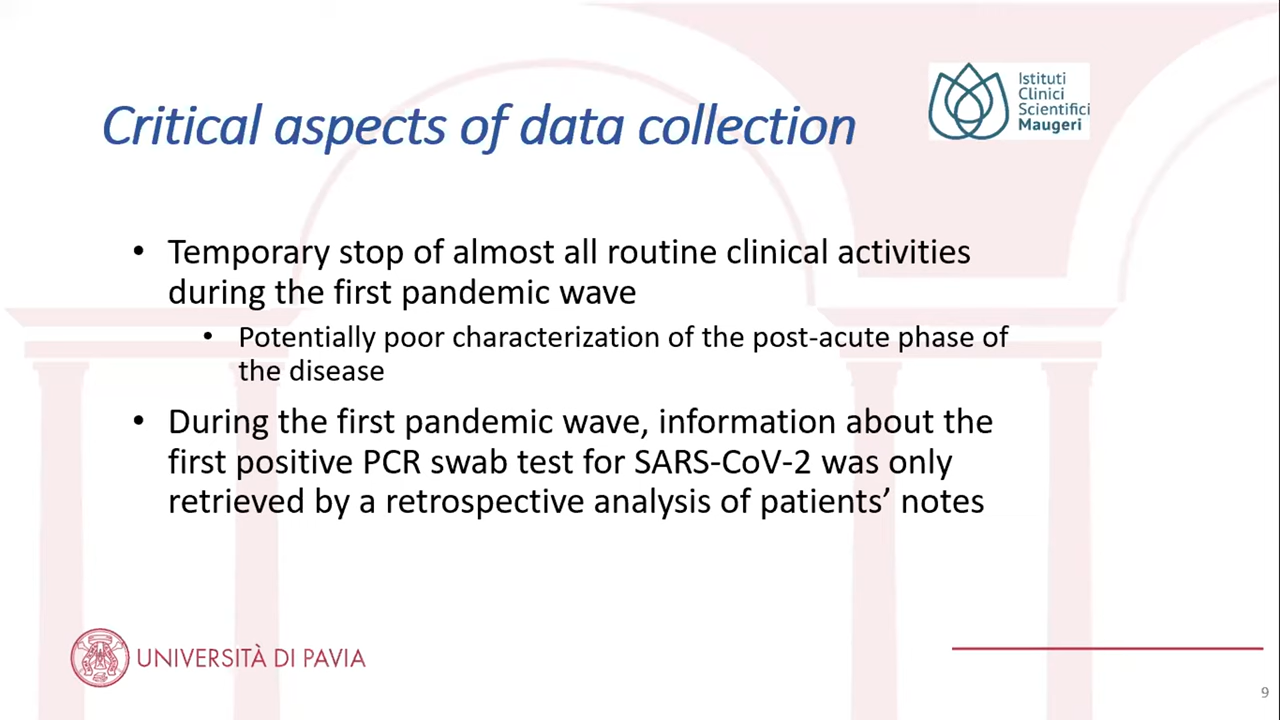 Critical aspects of data collection
Istituti
Clinici
Scientifici
Maugeri
• Temporary stop of almost all routine clinical activities
during the first pandemic wave
• Potentially poor characterization of the post-acute phase of
the disease
• During the first pandemic wave, information about the
first positive PCR swab test for SARS-CoV-2 was only
retrieved by a retrospective analysis of patients’ notes
UNIVERSITÀ DI PAVIA
9